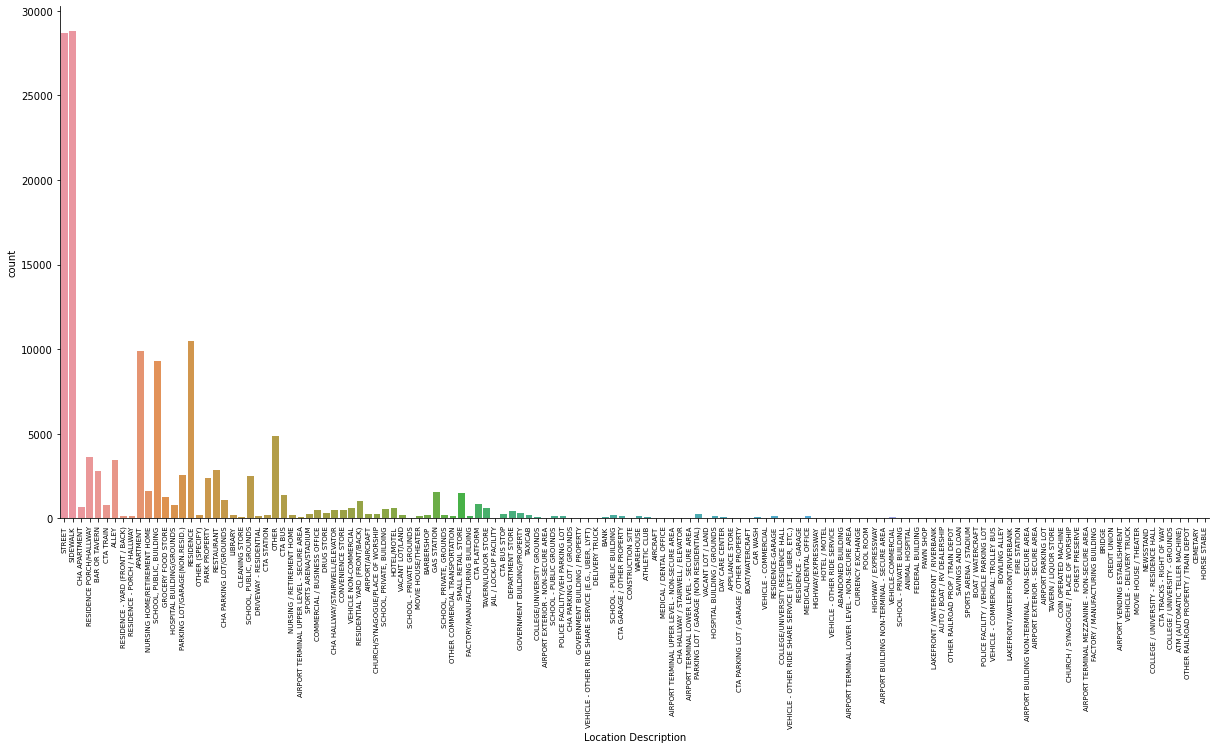 30000
25000
20000
15000
10000
5000
0
count
STREET
SIDEWALK
CHA APARTMENT
RESIDENCE PORCH/HALLWAY
BAR OR TAVERN
CTA TRAIN
ALLEY
RESIDENCE - YARD (FRONT / BACK)
RESIDENCE - PORCH / HALLWAY
APARTMENT
NURSING HOME/RETIREMENT HOME
SCHOOL, PUBLIC, BUILDING
GROCERY FOOD STORE
HOSPITAL BUILDING/GROUNDS
PARKING LOT/GARAGE(NON.RESID.)
RESIDENCE
OTHER (SPECIFY)
PARK PROPERTY
RESTAURANT
CHA PARKING LOT/GROUNDS
LIBRARY
CLEANING STORE
SCHOOL, PUBLIC, GROUNDS
DRIVEWAY - RESIDENTIAL
CTA STATION
OTHER
CTA BUS
NURSING / RETIREMENT HOME
AIRPORT TERMINAL UPPER LEVEL - SECURE AREA
SPORTS ARENA/STADIUM
COMMERCIAL / BUSINESS OFFICE
DRUG STORE
CHA HALLWAY/STAIRWELL/ELEVATOR
CONVENIENCE STORE
VEHICLE NON-COMMERCIAL
RESIDENTIAL YARD (FRONT/BACK)
AIRPORT/AIRCRAFT
CHURCH/SYNAGOGUE/PLACE OF WORSHIP
SCHOOL, PRIVATE, BUILDING
HOTEL/MOTEL
VACANT LOT/LAND
SCHOOL - PRIVATE GROUNDS
MOVIE HOUSE/THEATER
BARBERSHOP
GAS STATION
SCHOOL, PRIVATE, GROUNDS
OTHER COMMERCIAL TRANSPORTATION
SMALL RETAIL STORE
FACTORY/MANUFACTURING BUILDING
CTA PLATFORM
TAVERN/LIQUOR STORE
JAIL / LOCK-UP FACILITY
CTA BUS STOP
DEPARTMENT STORE
GOVERNMENT BUILDING/PROPERTY
TAXICAB
COLLEGE/UNIVERSITY GROUNDS
AIRPORT EXTERIOR - NON-SECURE AREA
SCHOOL - PUBLIC GROUNDS
POLICE FACILITY/VEH PARKING LOT
CHA PARKING LOT / GROUNDS
GOVERNMENT BUILDING / PROPERTY
VEHICLE - OTHER RIDE SHARE SERVICE (E.G., UBER, LYFT)
DELIVERY TRUCK
BANK
SCHOOL - PUBLIC BUILDING
CTA GARAGE / OTHER PROPERTY
CONSTRUCTION SITE
WAREHOUSE
ATHLETIC CLUB
AIRCRAFT
MEDICAL / DENTAL OFFICE
AIRPORT TERMINAL UPPER LEVEL - NON-SECURE AREA
CHA HALLWAY / STAIRWELL / ELEVATOR
AIRPORT TERMINAL LOWER LEVEL - SECURE AREA
PARKING LOT / GARAGE (NON RESIDENTIAL)
VACANT LOT / LAND
HOSPITAL BUILDING / GROUNDS
DAY CARE CENTER
APPLIANCE STORE
CTA PARKING LOT / GARAGE / OTHER PROPERTY
BOAT/WATERCRAFT
CAR WASH
VEHICLE - COMMERCIAL
RESIDENCE-GARAGE
COLLEGE/UNIVERSITY RESIDENCE HALL
VEHICLE - OTHER RIDE SHARE SERVICE (LYFT, UBER, ETC.)
RESIDENCE - GARAGE
MEDICAL/DENTAL OFFICE
HIGHWAY/EXPRESSWAY
HOTEL / MOTEL
VEHICLE - OTHER RIDE SERVICE
ABANDONED BUILDING
AIRPORT TERMINAL LOWER LEVEL - NON-SECURE AREA
CURRENCY EXCHANGE
POOL ROOM
HIGHWAY / EXPRESSWAY
AIRPORT BUILDING NON-TERMINAL - SECURE AREA
VEHICLE-COMMERCIAL
SCHOOL - PRIVATE BUILDING
ANIMAL HOSPITAL
FEDERAL BUILDING
PAWN SHOP
LAKEFRONT / WATERFRONT / RIVERBANK
AUTO / BOAT / RV DEALERSHIP
OTHER RAILROAD PROP / TRAIN DEPOT
SAVINGS AND LOAN
SPORTS ARENA / STADIUM
BOAT / WATERCRAFT
POLICE FACILITY / VEHICLE PARKING LOT
VEHICLE - COMMERCIAL: TROLLEY BUS
BOWLING ALLEY
LAKEFRONT/WATERFRONT/RIVERBANK
FIRE STATION
AIRPORT BUILDING NON-TERMINAL - NON-SECURE AREA
AIRPORT EXTERIOR - SECURE AREA
AIRPORT PARKING LOT
TAVERN / LIQUOR STORE
COIN OPERATED MACHINE
CHURCH / SYNAGOGUE / PLACE OF WORSHIP
FOREST PRESERVE
AIRPORT TERMINAL MEZZANINE - NON-SECURE AREA
FACTORY / MANUFACTURING BUILDING
BRIDGE
CREDIT UNION
AIRPORT VENDING ESTABLISHMENT
VEHICLE - DELIVERY TRUCK
MOVIE HOUSE / THEATER
NEWSSTAND
COLLEGE / UNIVERSITY - RESIDENCE HALL
CTA TRACKS - RIGHT OF WAY
COLLEGE / UNIVERSITY - GROUNDS
ATM (AUTOMATIC TELLER MACHINE)
OTHER RAILROAD PROPERTY / TRAIN DEPOT
CEMETARY
HORSE STABLE
Location Description